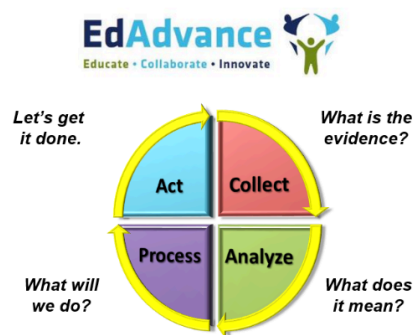 EdAdvance
Educate • Collaborate • Innovate
Let's get
it done.
What is the
evidence?
Act
Collect
Process
Analyze
What will
we do?
What does
it mean?